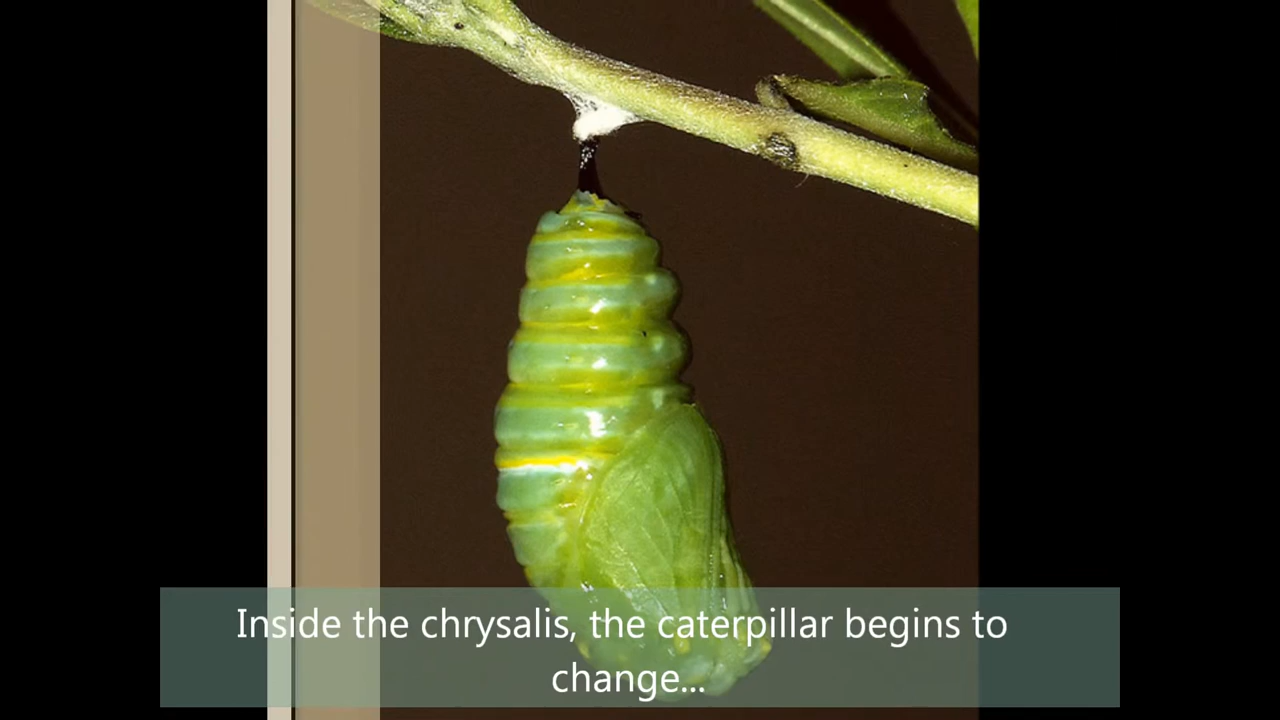 Inside the chrysalis, the caterpillar begins to
change...